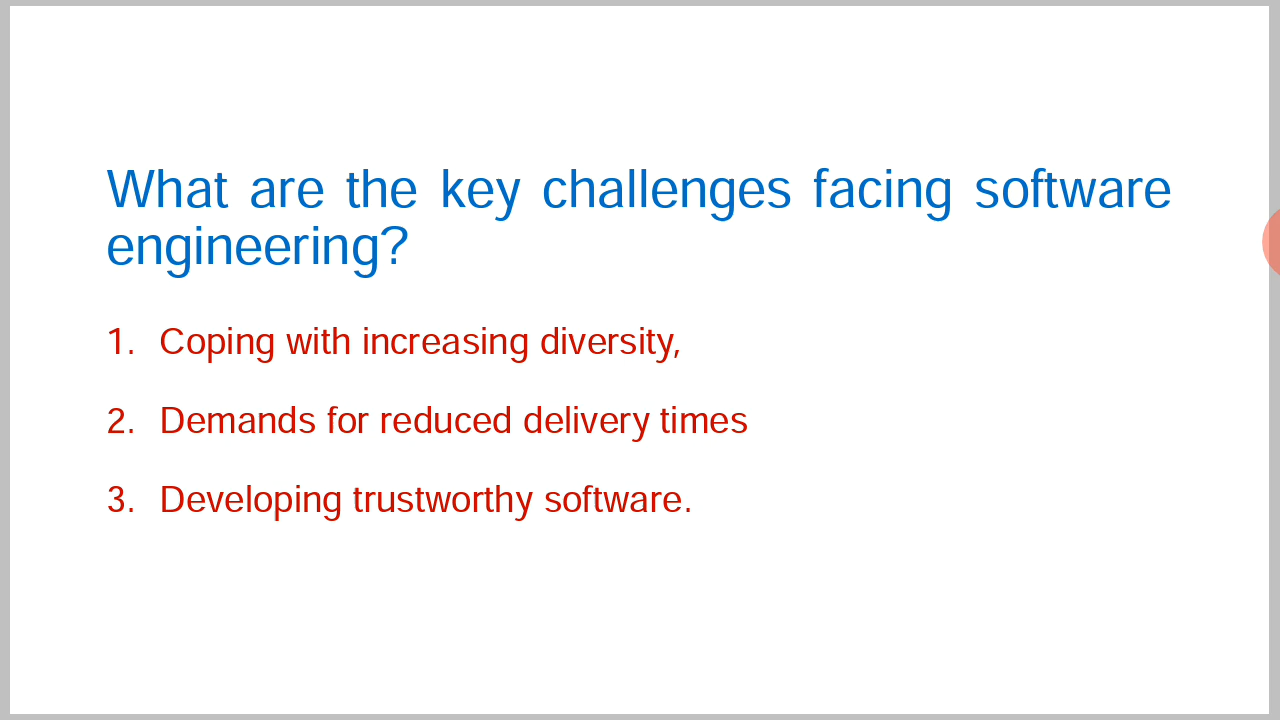 What are the key challenges facing software
engineering?
1. Coping with increasing diversity,
2. Demands for reduced delivery times
3. Developing trustworthy software.